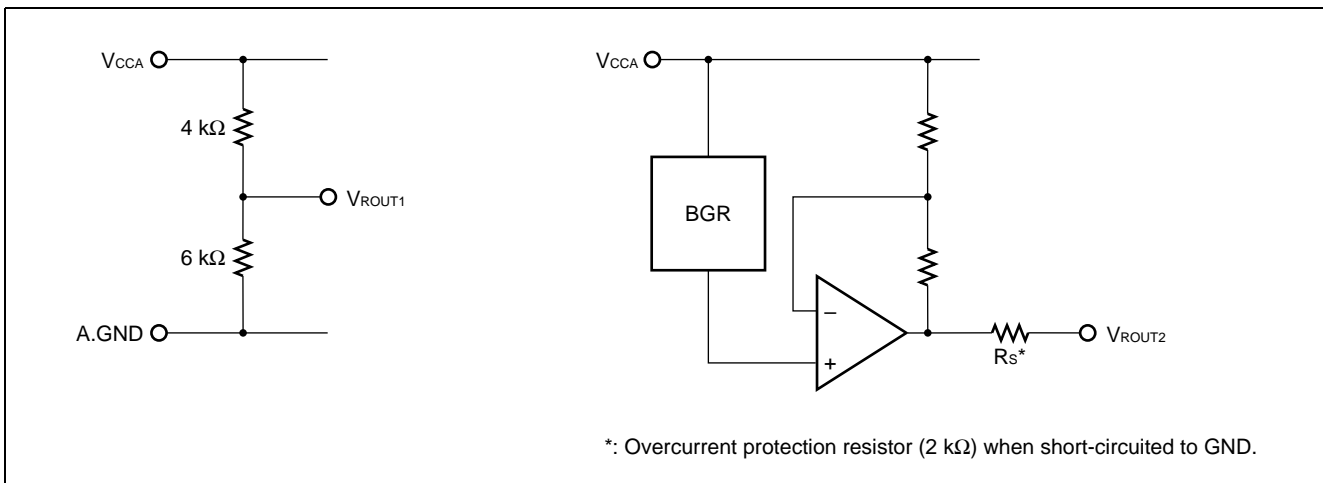 VCCA
4 kΩ
VROUT1
6 kΩ
A.GND
VCCA
BGR
−
+
RS*
VROUT2
*: Overcurrent protection resistor (2 kΩ) when short-circuited to GND.